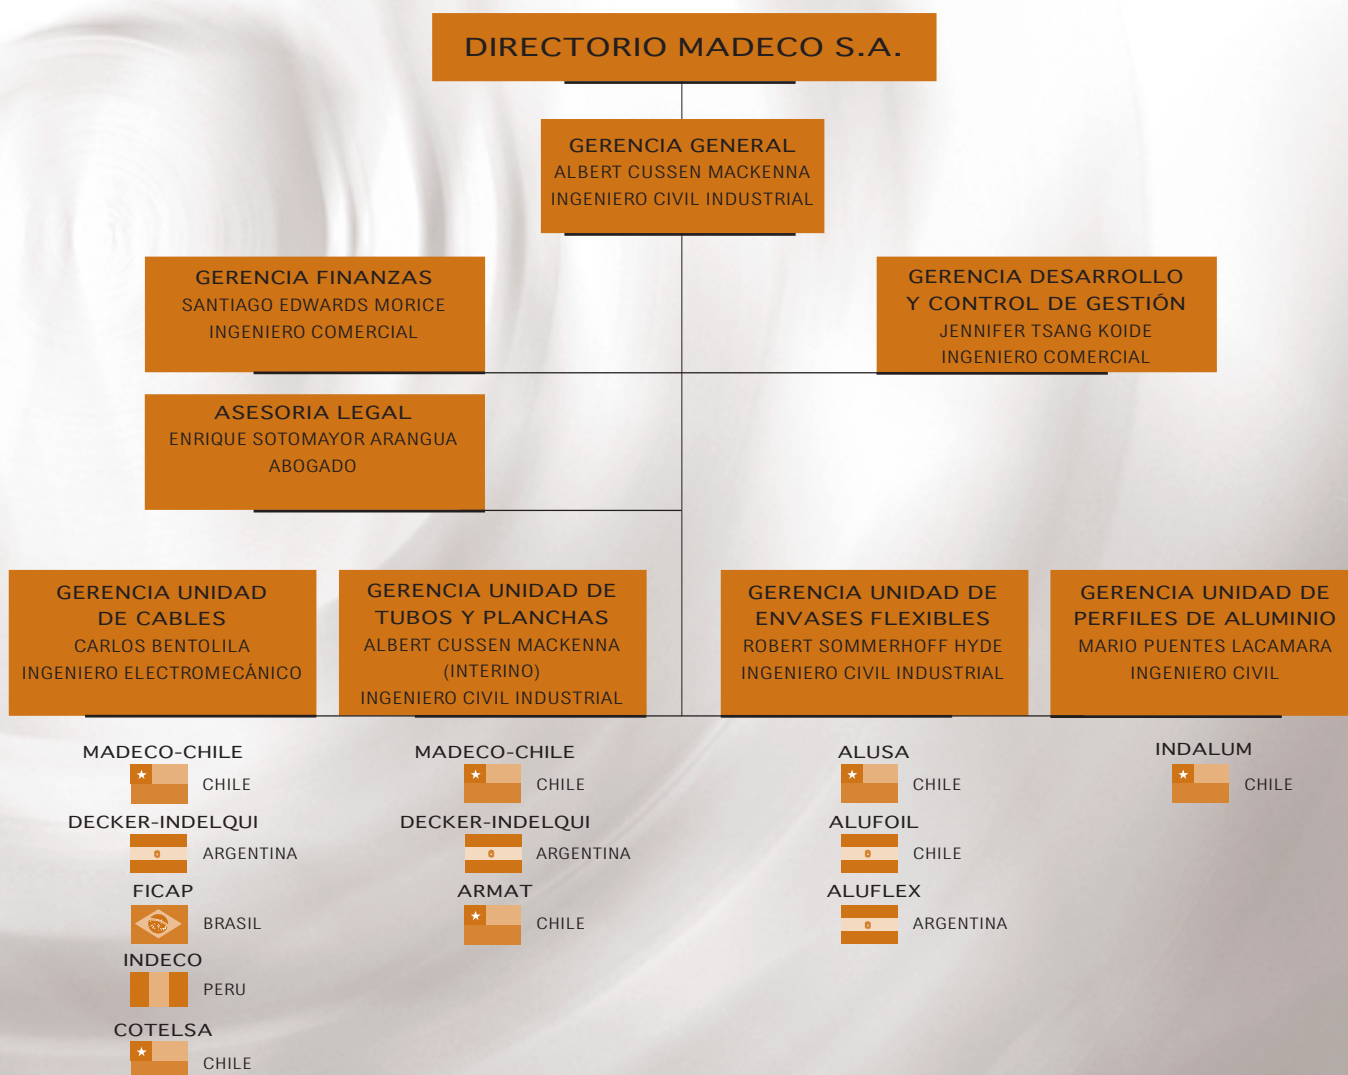 DIRECTORIO MADECO S.A.
GERENCIA GENERAL
ALBERT CUSSEN MACKENNA
INGENIERO CIVIL INDUSTRIAL
GERENCIA FINANZAS
SANTIAGO EDWARDS MORICE
INGENIERO COMERCIAL
GERENCIA DESARROLLO
Y CONTROL DE GESTIÓN
JENNIFER TSANG KOIDE
INGENIERO COMERCIAL
ASESORIA LEGAL
ENRIQUE SOTOMAYOR ARANGUA
ABOGADO
GERENCIA UNIDAD
DE CABLES
CARLOS BENTOLILA
INGENIERO ELECTROMECÁNICO
GERENCIA UNIDAD DE
TUBOS Y PLANCHAS
ALBERT CUSSEN MACKENNA
(INTERINO)
INGENIERO CIVIL INDUSTRIAL
GERENCIA UNIDAD DE
ENVASES FLEXIBLES
ROBERT SOMMERHOFF HYDE
INGENIERO CIVIL INDUSTRIAL
GERENCIA UNIDAD DE
PERFILES DE ALUMINIO
MARIO PUENTES LACAMARA
INGENIERO CIVIL
MADECO-CHILE
CHILE
DECKER-INDELQUI
ARGENTINA
FICAP
BRASIL
INDECO
PERU
COTELSA
CHILE
MADECO-CHILE
CHILE
DECKER-INDELQUI
ARGENTINA
ARMAT
CHILE
ALUSA
CHILE
ALUFOIL
CHILE
ALUFLEX
ARGENTINA
INDALUM
CHILE